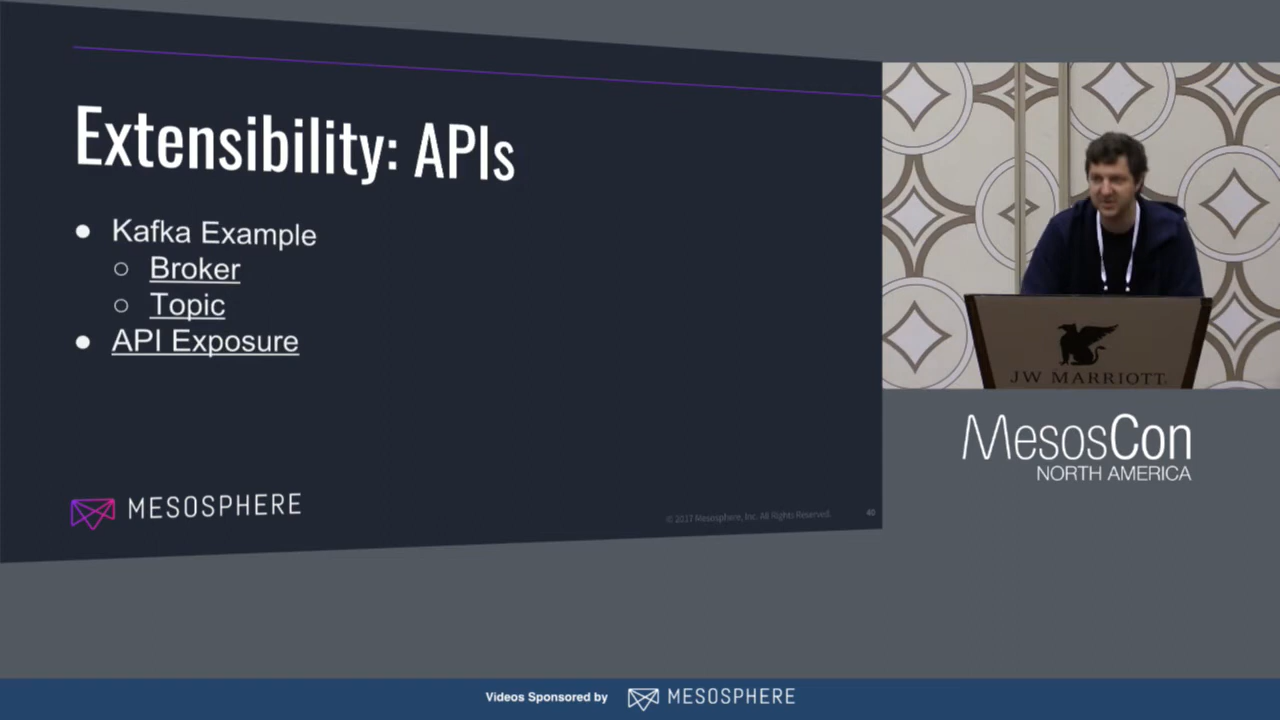 Extensibility: APIs
● Kafka Example
○ Broker
○ Topic
● API Exposure
MESOSPHERE
© 2017 Mesosphere, Inc. All Rights Reserved.
40
JW MARRIOTT
MesosCon
NORTH AMERICA
Videos Sponsored by
MESOSPHERE